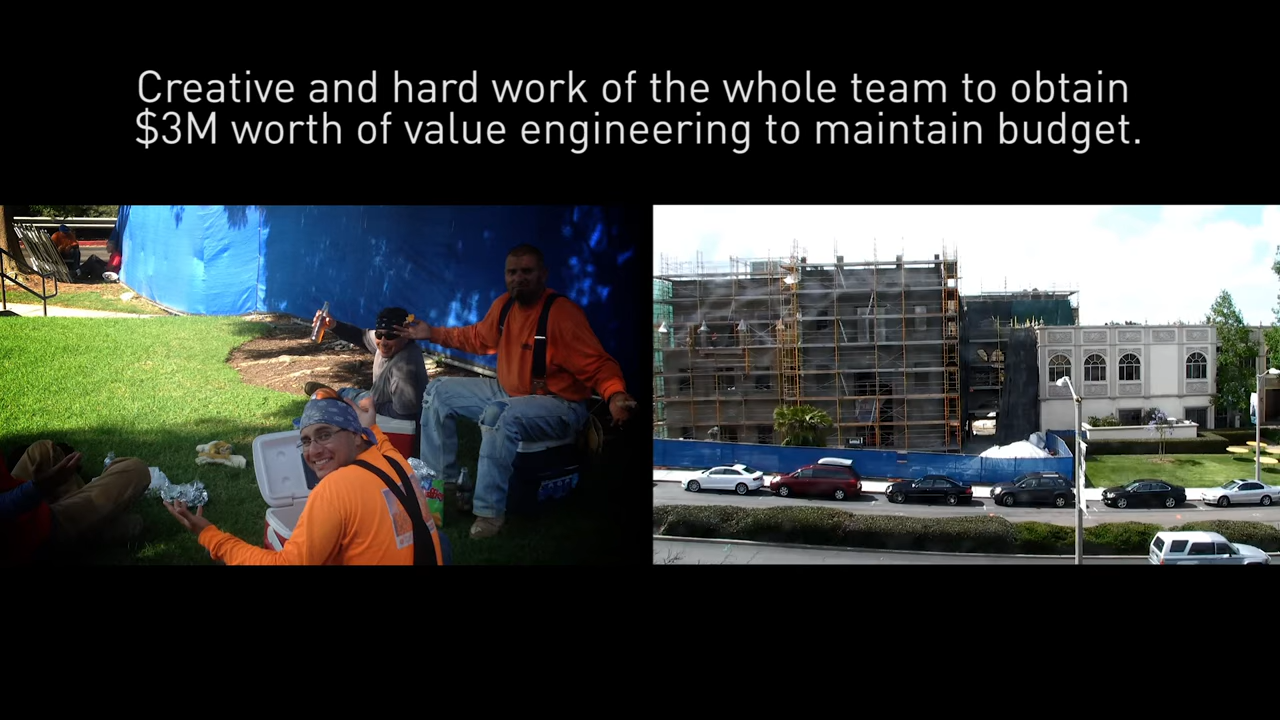 Creative and hard work of the whole team to obtain
$3M worth of value engineering to maintain budget.